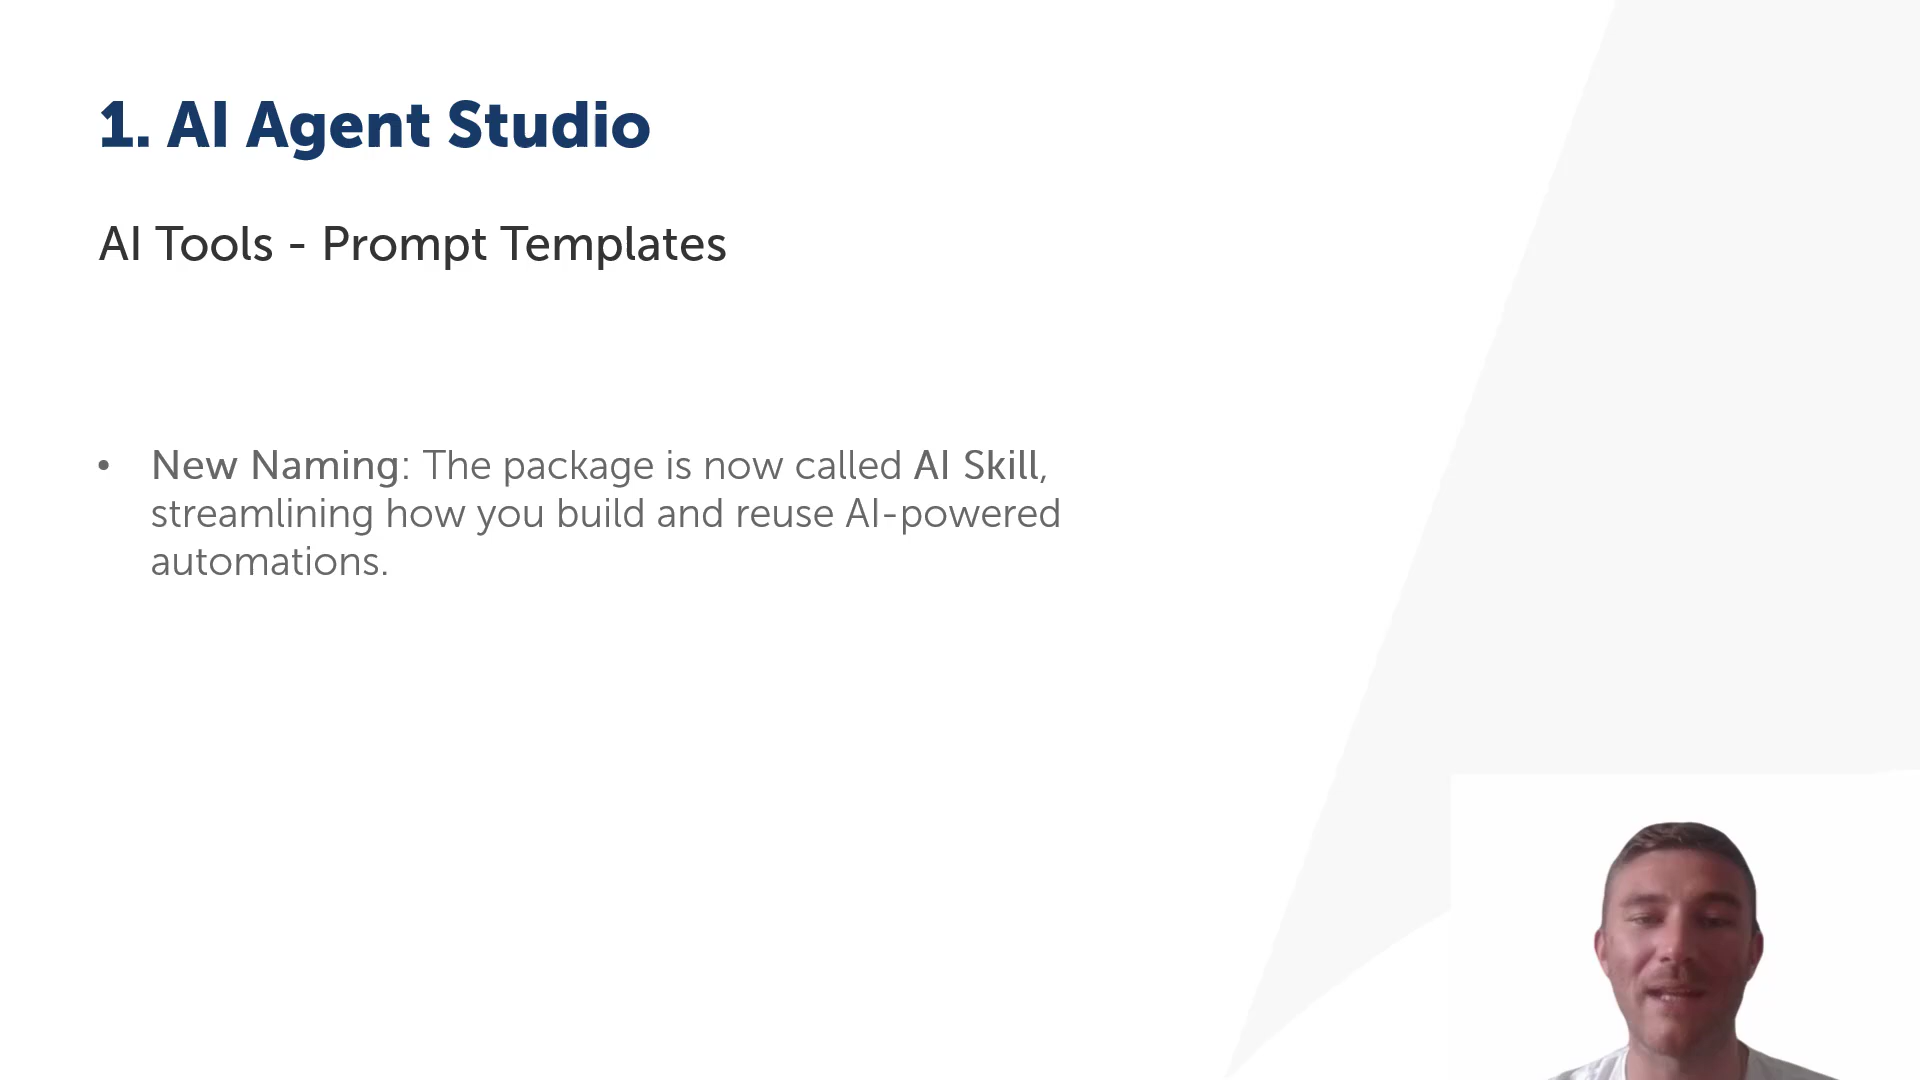 1. AI Agent Studio
AI Tools - Prompt Templates
• New Naming: The package is now called AI Skill,
streamlining how you build and reuse AI-powered
automations.